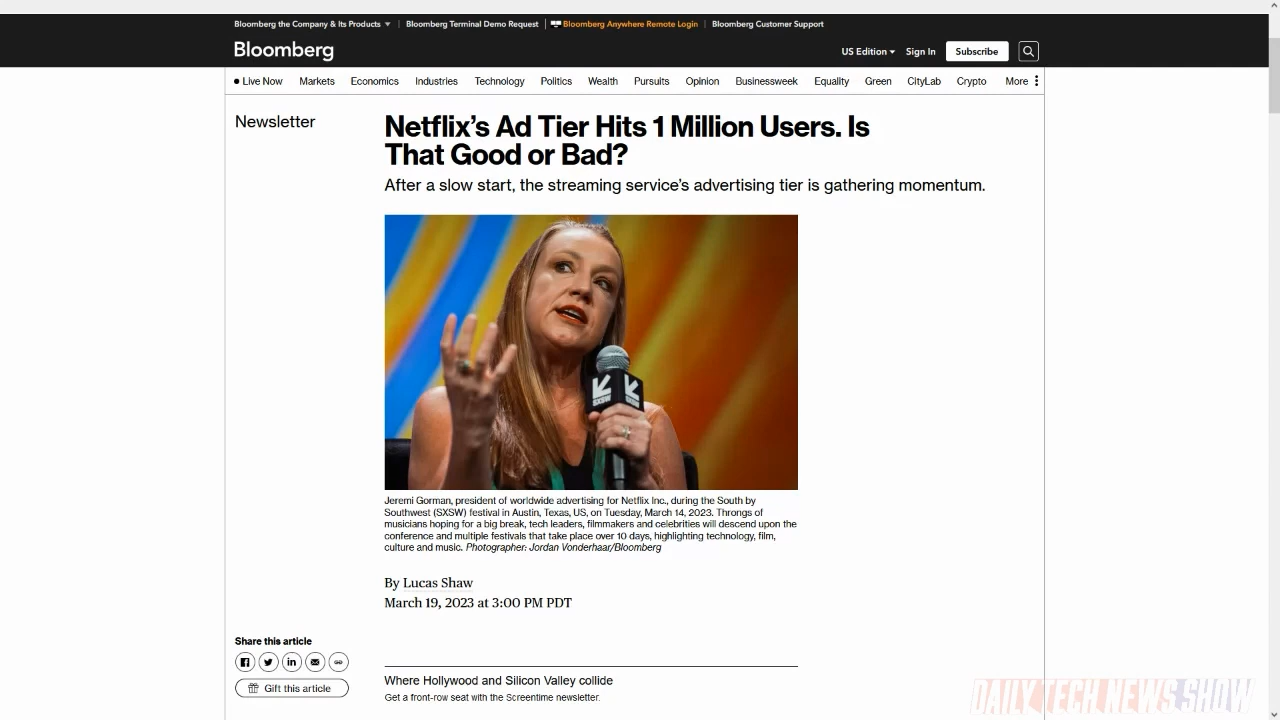 Bloomberg the Company & Its Products
Bloomberg Terminal Demo Request
Bloomberg Anywhere Remote Login
Bloomberg Customer Support
Bloomberg
US Edition
Sign In
Subscribe
Live Now
Markets
Economics
Industries
Technology
Politics
Wealth
Pursuits
Opinion
Businessweek
Equality
Green
CityLab
Crypto
More
Newsletter
Netflix’s Ad Tier Hits 1 Million Users. Is
That Good or Bad?
After a slow start, the streaming service’s advertising tier is gathering momentum.
SXSW
Jeremi Gorman, president of worldwide advertising for Netflix Inc., during the South by
Southwest (SXSW) festival in Austin, Texas, US, on Tuesday, March 14, 2023. Throngs of
musicians hoping for a big break, tech leaders, filmmakers and celebrities will descend upon the
conference and multiple festivals that take place over 10 days, highlighting technology, film,
culture and music. Photographer: Jordan Vonderhaar/Bloomberg
By Lucas Shaw
March 19, 2023 at 3:00 PM PDT
Share this article
Gift this article
Where Hollywood and Silicon Valley collide
Get a front-row seat with the Screentime newsletter.
DAILY TECH NEWS SHOW